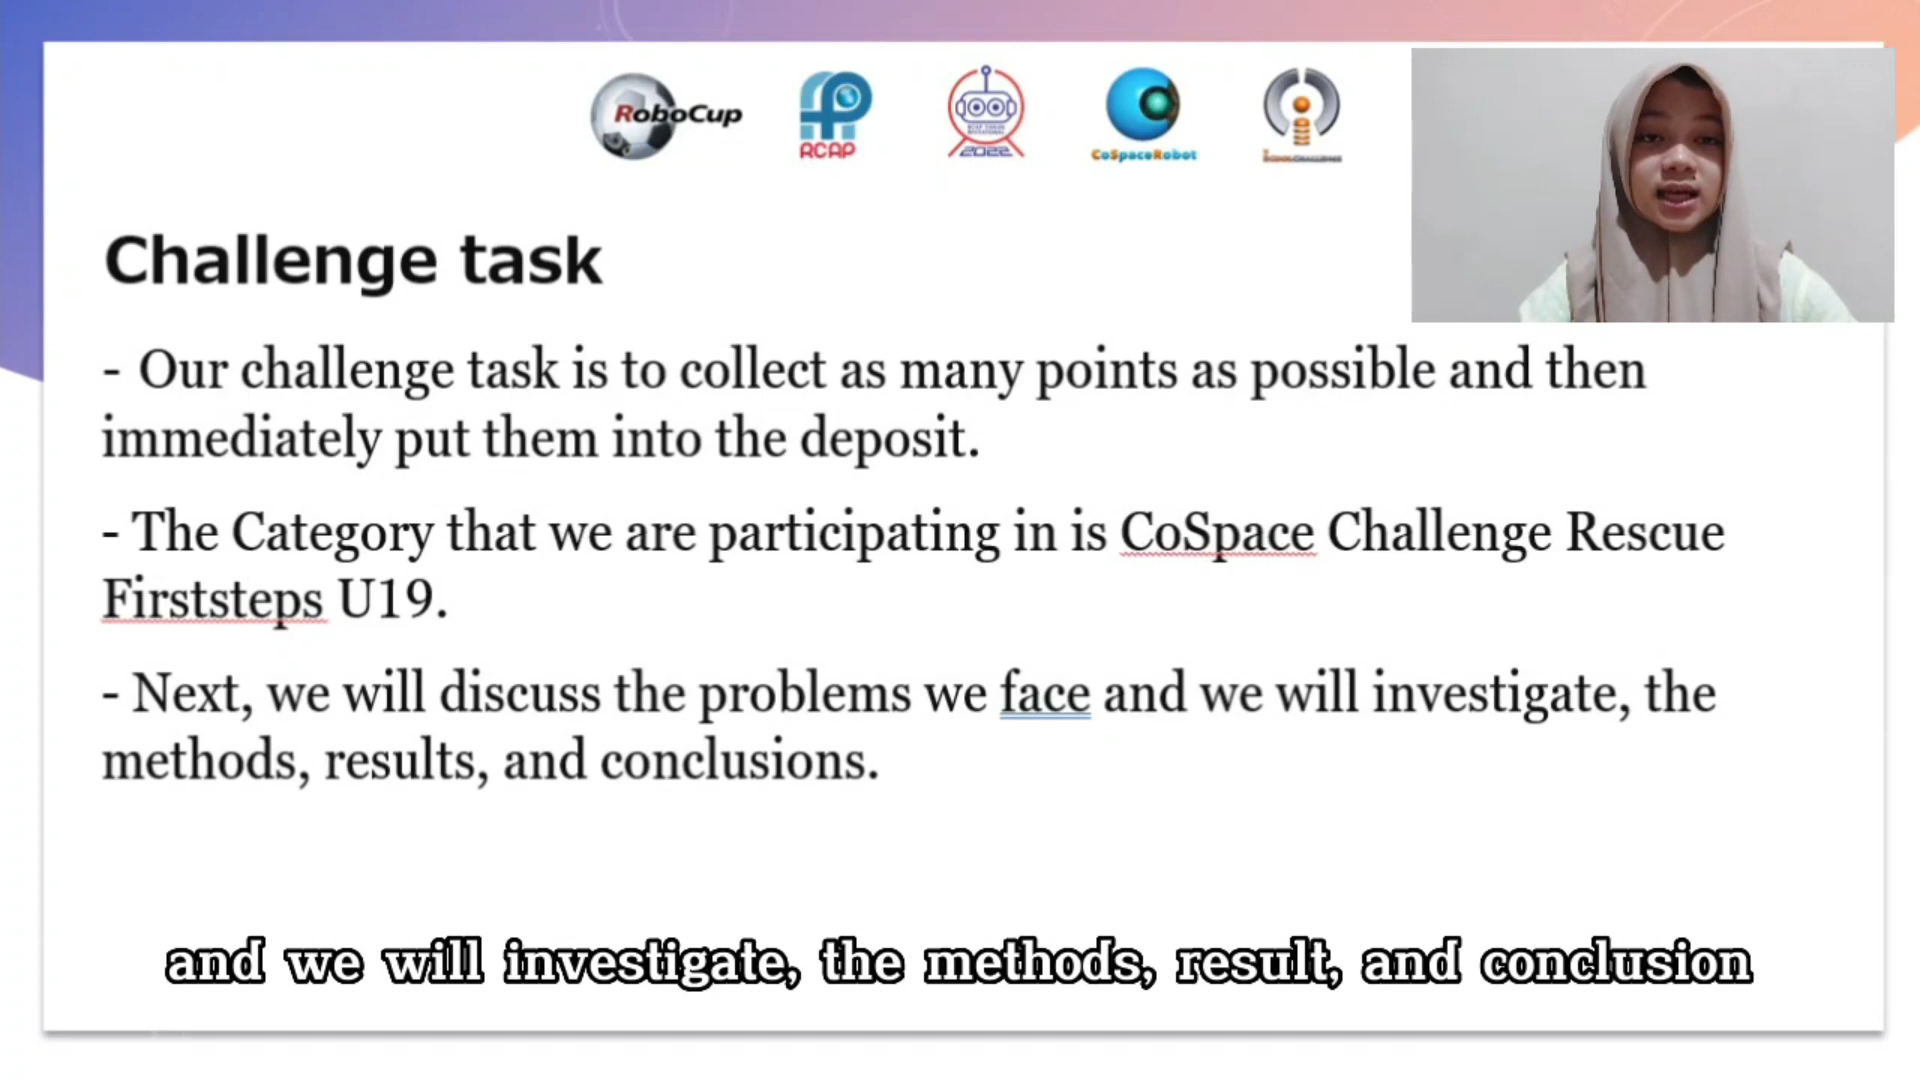 RoboCup
RCAP
2022
CoSpaceRobot
Challenge task
- Our challenge task is to collect as many points as possible and then
immediately put them into the deposit.
- The Category that we are participating in is CoSpace Challenge Rescue
Firststeps U19.
- Next, we will discuss the problems we face and we will investigate, the
methods, results, and conclusions.
and we will investigate, the methods, result, and conclusion